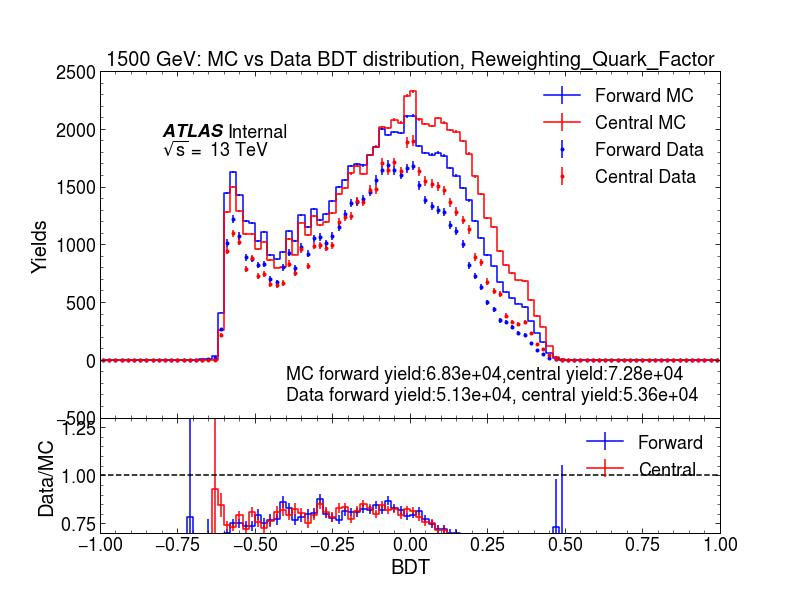 1500 GeV: MC vs Data BDT distribution, Reweighting_Quark_Factor
2500
2000
1500
1000
500
0
−500
Yields
ATLAS Internal
√s = 13 TeV
Forward MC
Central MC
Forward Data
Central Data
MC forward yield:6.83e+04,central yield:7.28e+04
Data forward yield:5.13e+04, central yield:5.36e+04
1.25
1.00
0.75
Data/MC
Forward
Central
−1.00 −0.75 −0.50 −0.25 0.00 0.25 0.50 0.75 1.00
BDT